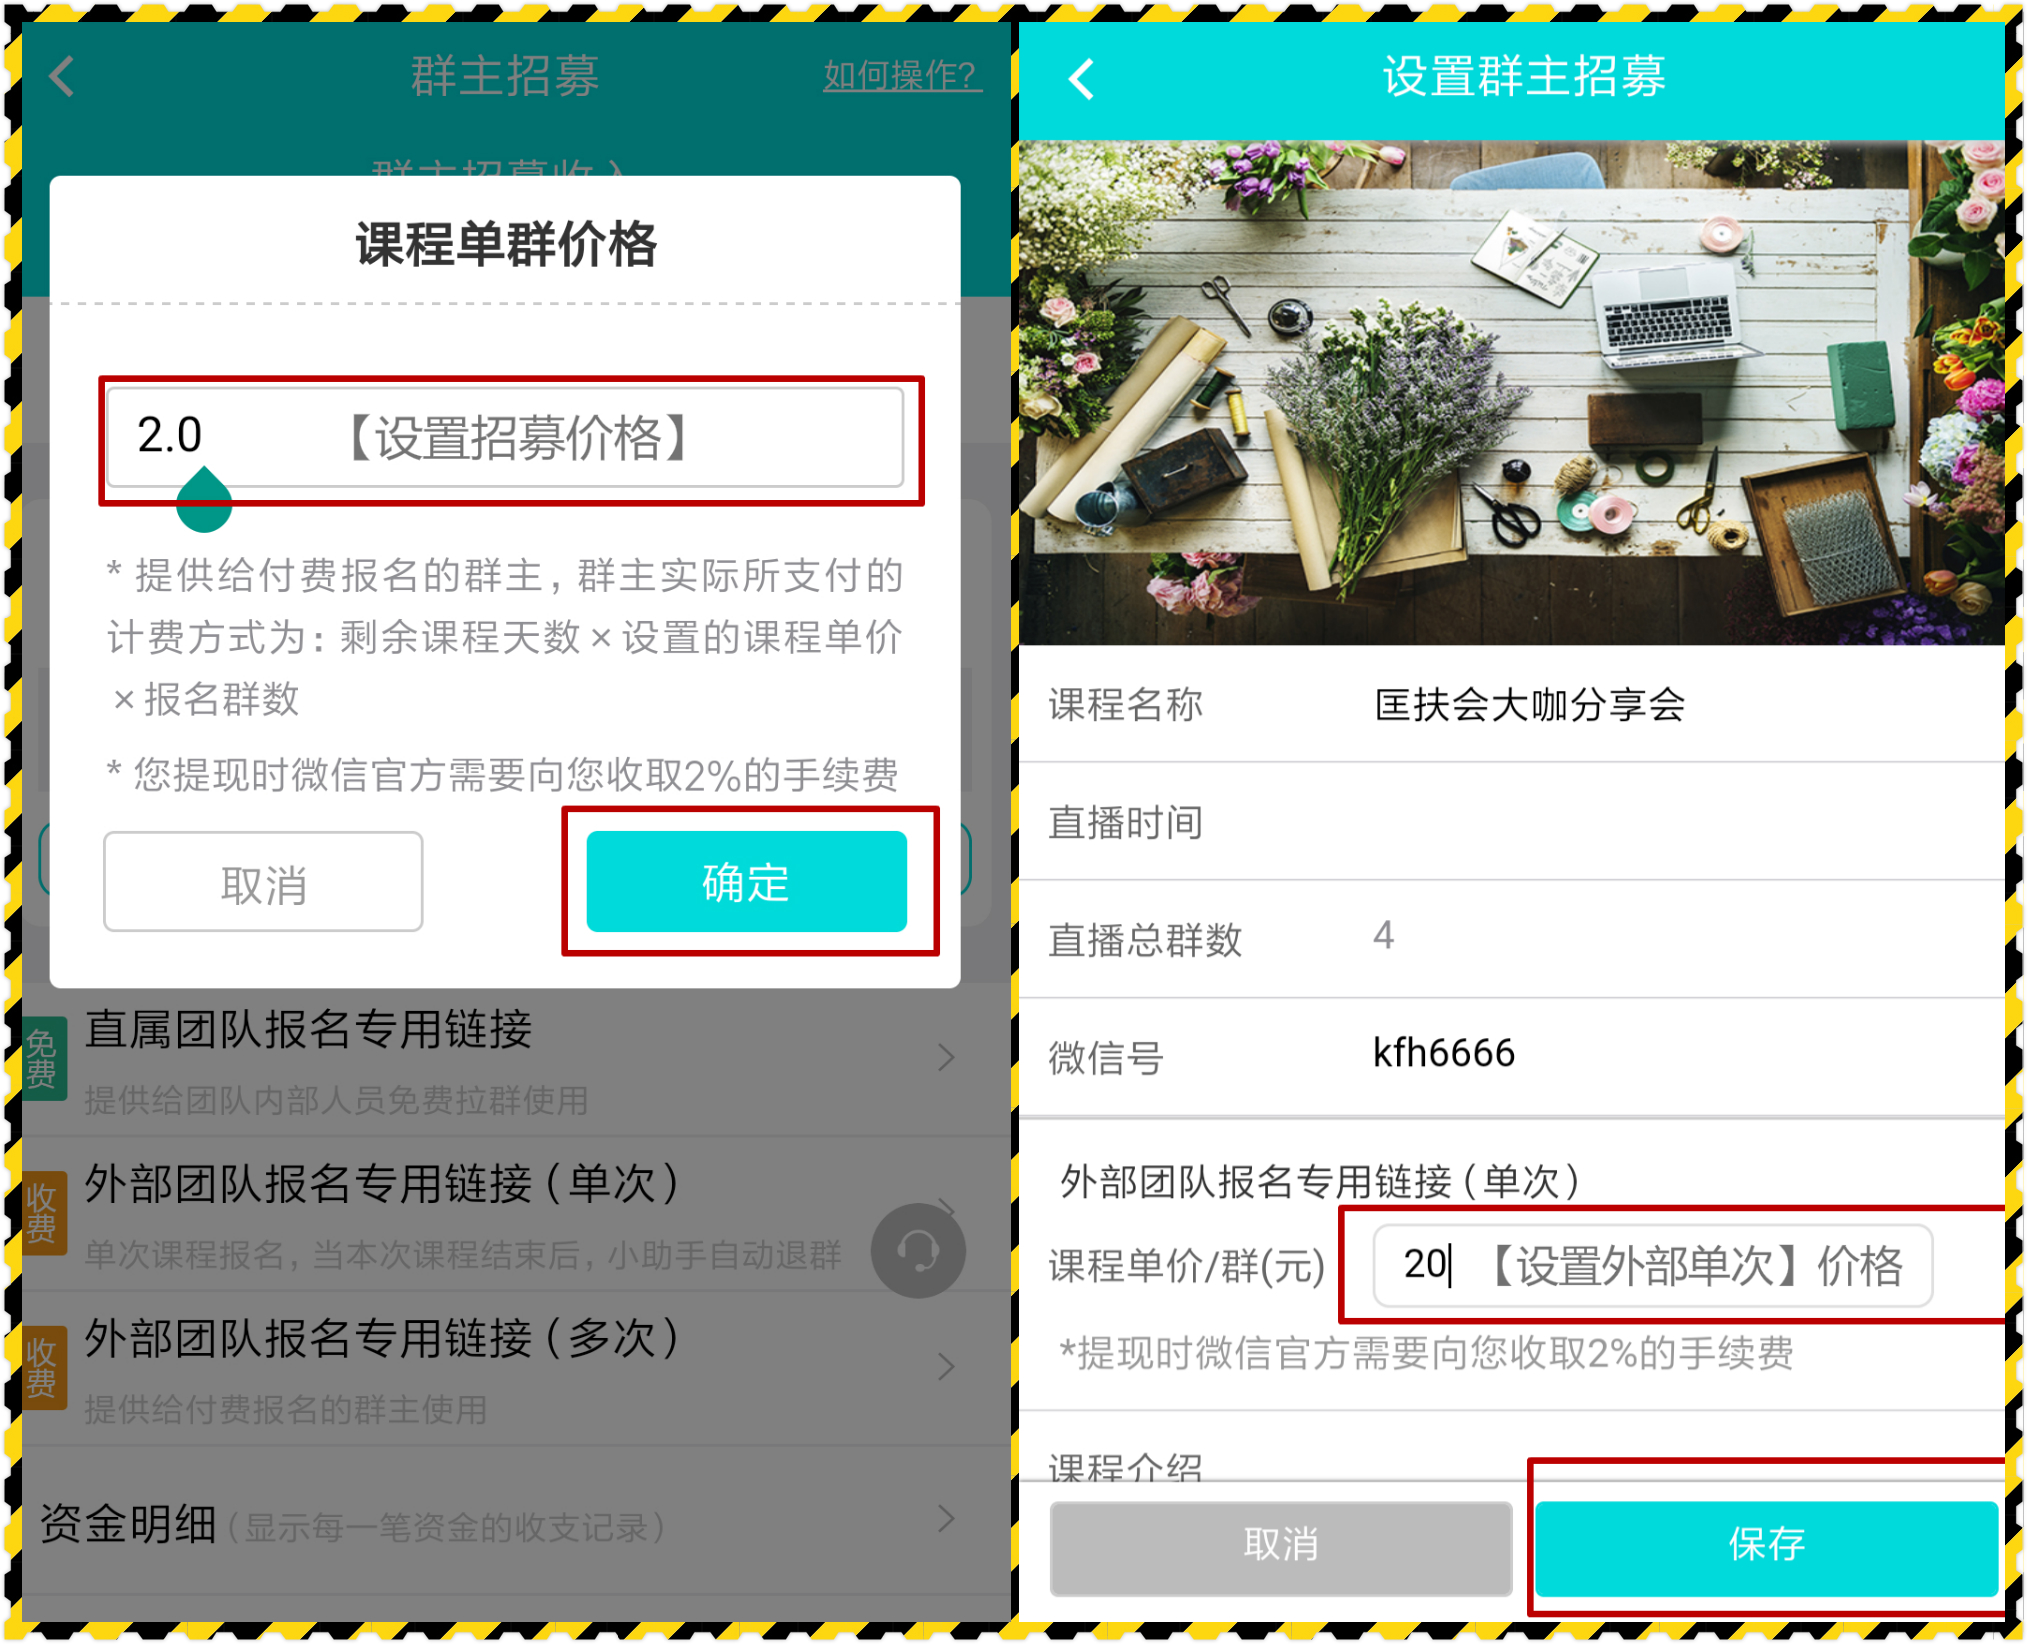 群主招募
如何操作?
群主招募收入
课程单群价格
2.0 【设置招募价格】
* 提供给付费报名的群主，群主实际所支付的
计费方式为：剩余课程天数×设置的课程单价
×报名群数
* 您提现时微信官方需要向您收取2%的手续费
取消
确定
免费
直属团队报名专用链接
提供给团队内部人员免费拉群使用
收费
外部团队报名专用链接（单次）
单次课程报名，当本次课程结束后，小助手自动退群
收费
外部团队报名专用链接（多次）
提供给付费报名的群主使用
资金明细（显示每一笔资金的收支记录）
设置群主招募
课程名称 匡扶会大咖分享会
直播时间
直播总群数 4
微信号 kfh6666
外部团队报名专用链接（单次）
课程单价/群(元) 20 【设置外部单次】价格
*提现时微信官方需要向您收取2%的手续费
课程介绍
取消
保存